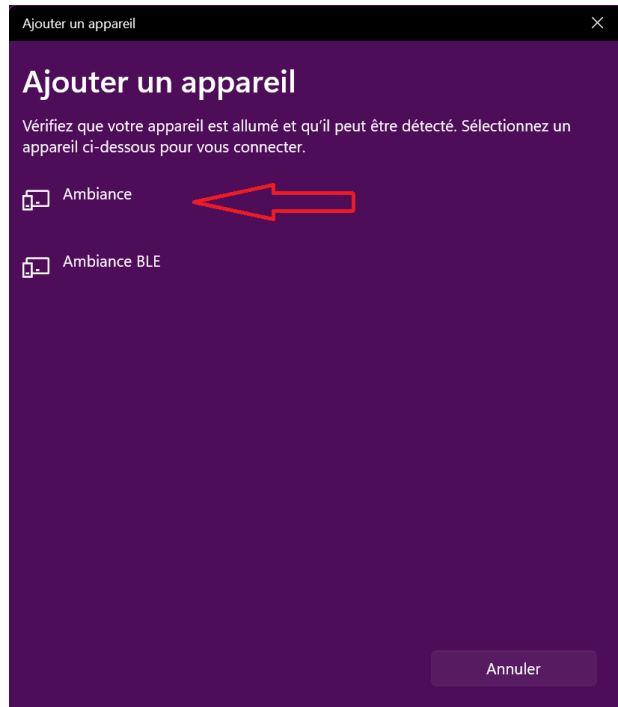 Ajouter un appareil
Ajouter un appareil
Vérifiez que votre appareil est allumé et qu’il peut être détecté. Sélectionnez un
appareil ci-dessous pour vous connecter.
Ambiance
Ambiance BLE
Annuler